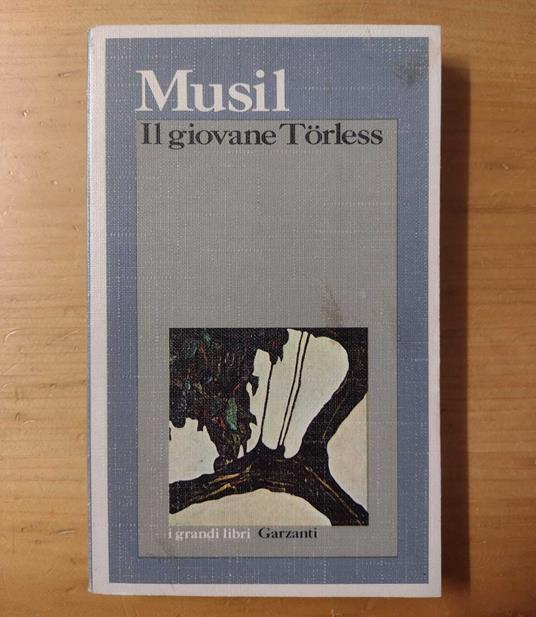 Musil
Il giovane Törless
i grandi libri Garzanti